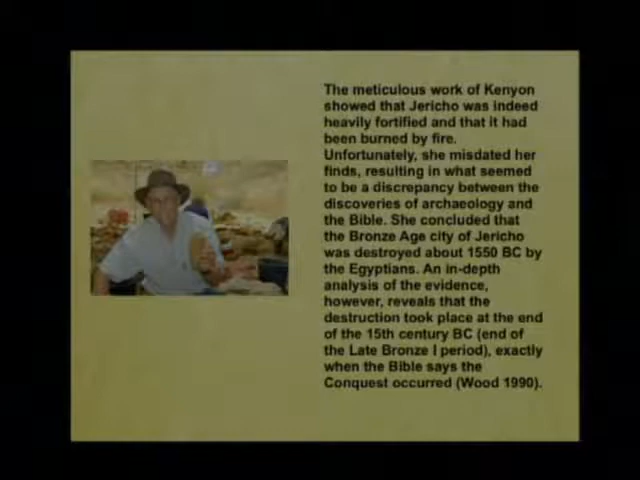 The meticulous work of Kenyon
showed that Jericho was indeed
heavily fortified and that it had
been burned by fire.
Unfortunately, she misdated her
finds, resulting in what seemed
to be a discrepancy between the
discoveries of archaeology and
the Bible. She concluded that
the Bronze Age city of Jericho
was destroyed about 1550 BC by
the Egyptians. An in-depth
analysis of the evidence,
however, reveals that the
destruction took place at the end
of the 15th century BC (end of
the Late Bronze I period), exactly
when the Bible says the
Conquest occurred (Wood 1990).